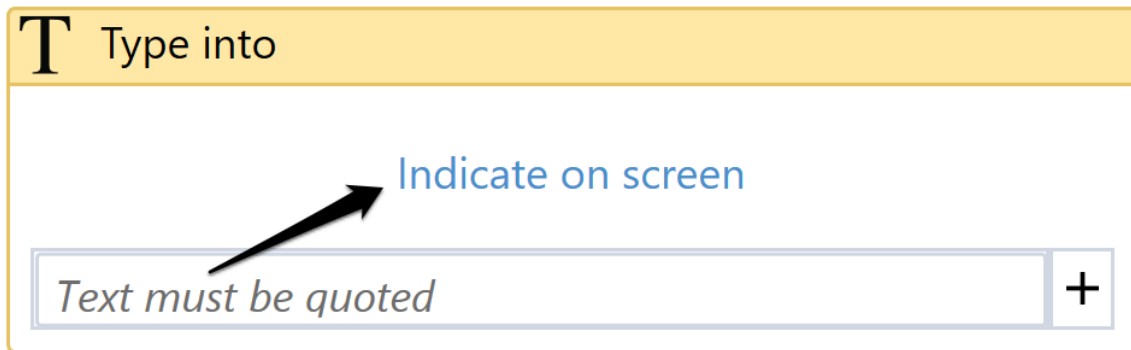 T Type into
Indicate on screen
Text must be quoted +